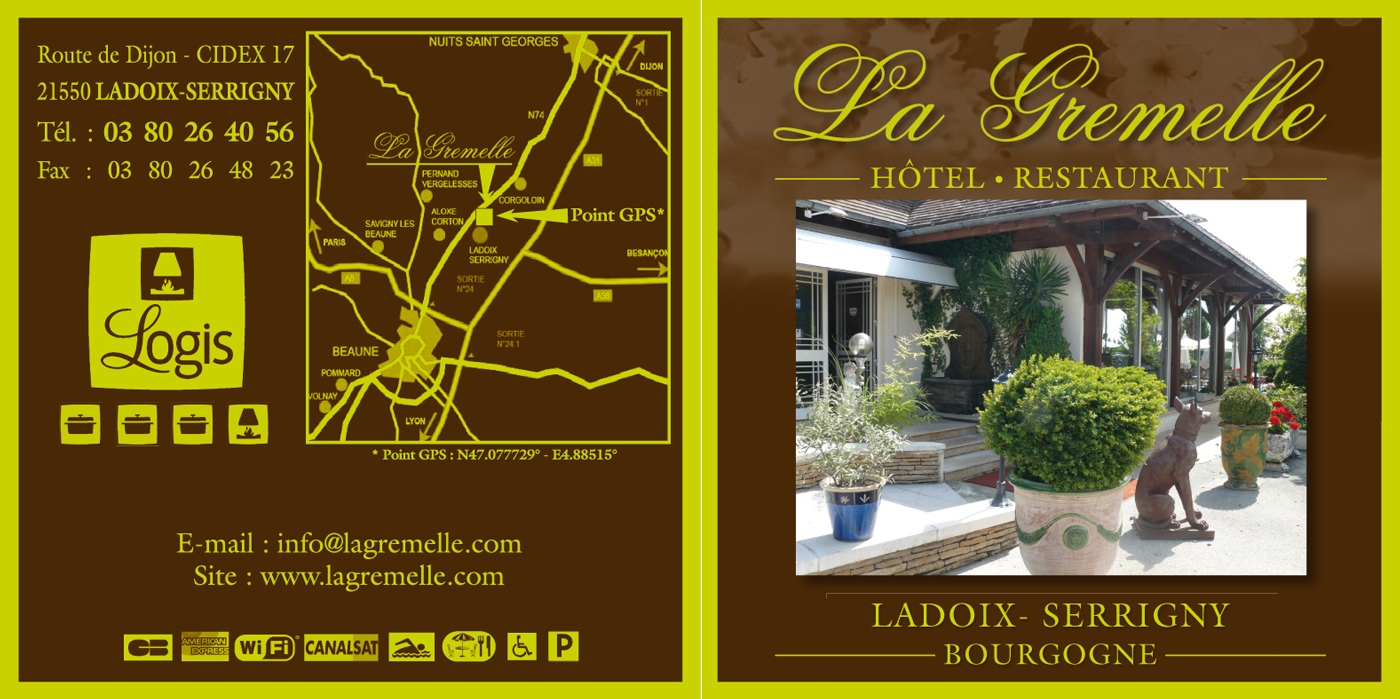 Route de Dijon - CIDEX 17
21550 LADOIX-SERRIGNY
Tél. : 03 80 26 40 56
Fax : 03 80 26 48 23
Logis
NUITS SAINT GEORGES
DIJON
SORTIE
N°1
N74
La Gremelle
A31
PERNAND
VERGELESSES
CORGOLOIN
ALOXE
CORTON
Point GPS*
SAVIGNY LES
BEAUNE
PARIS
LADOIX
SERRIGNY
BESANÇON
A6
SORTIE
N°24
A36
SORTIE
N°24.1
BEAUNE
POMMARD
VOLNAY
LYON
* Point GPS : N47.077729° - E4.88515°
E-mail : info@lagremelle.com
Site : www.lagremelle.com
CB
AMERICAN
EXPRESS
Wi Fi
CANALSAT
P
La Gremelle
HÔTEL • RESTAURANT
LADOIX- SERRIGNY
BOURGOGNE